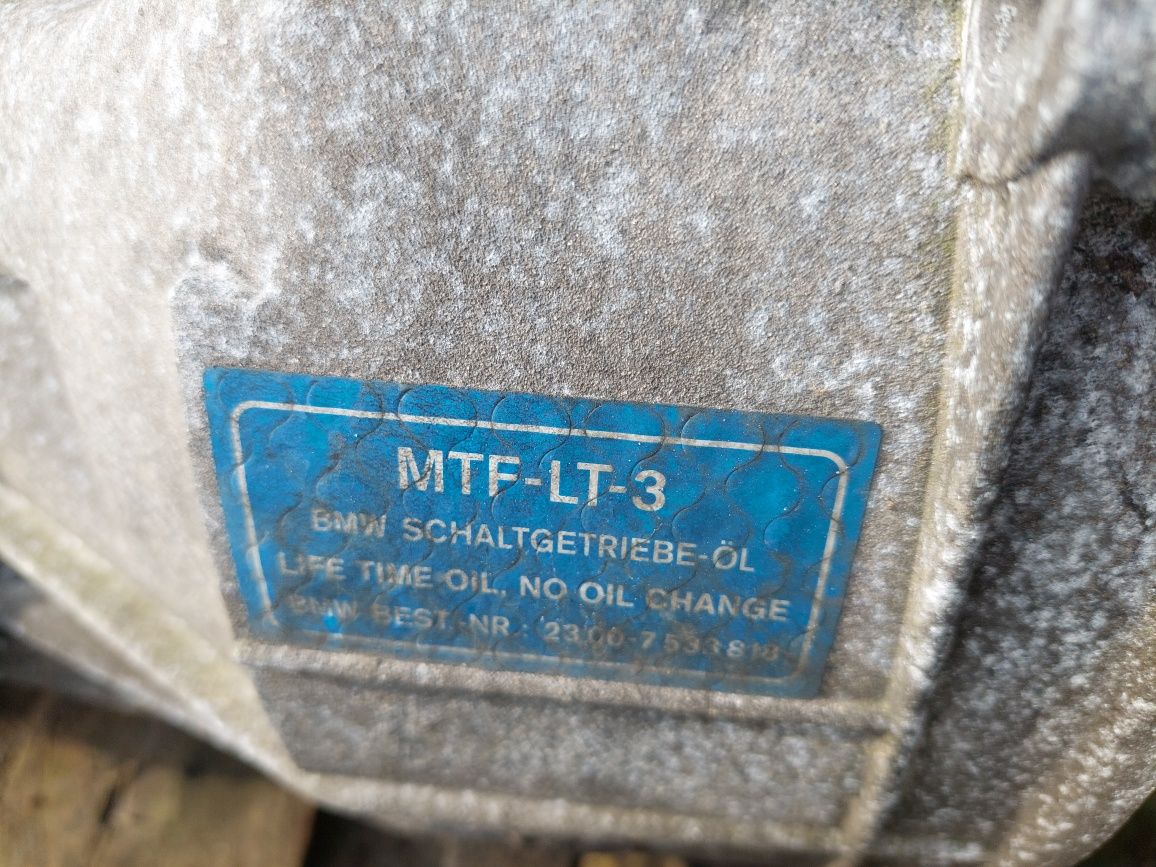 MTF-LT-3
BMW SCHALTGETRIEBE-ÖL
LIFE TIME OIL, NO OIL CHANGE
BMW BEST.-NR : 23.00-7 533 818